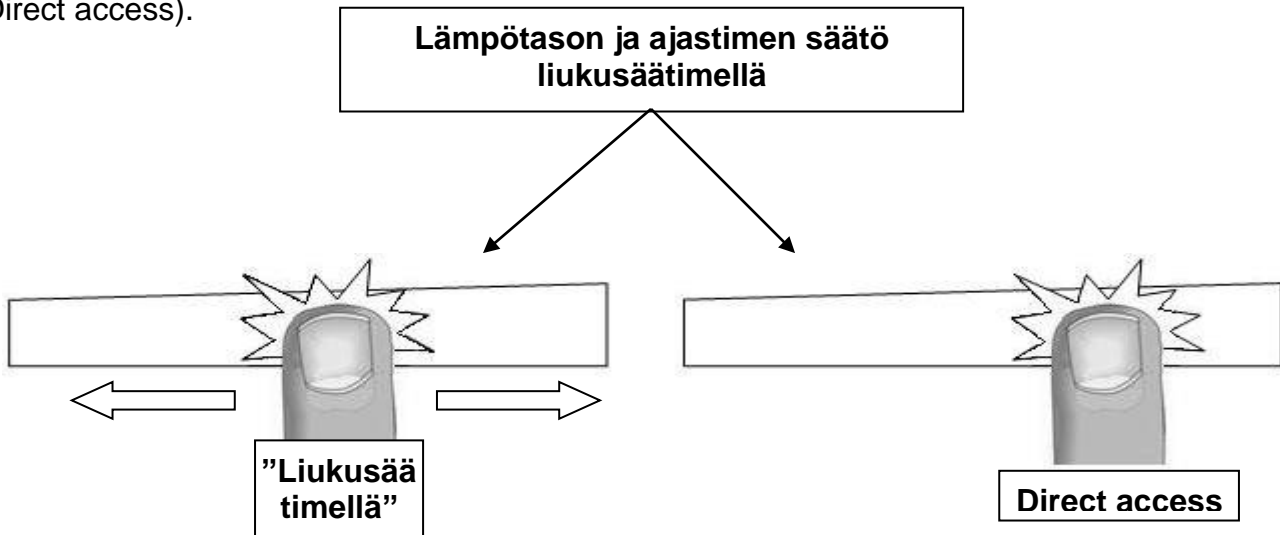 Direct access).
Lämpötason ja ajastimen säätö
liukusäätimellä
”Liukusää
timellä”
Direct access